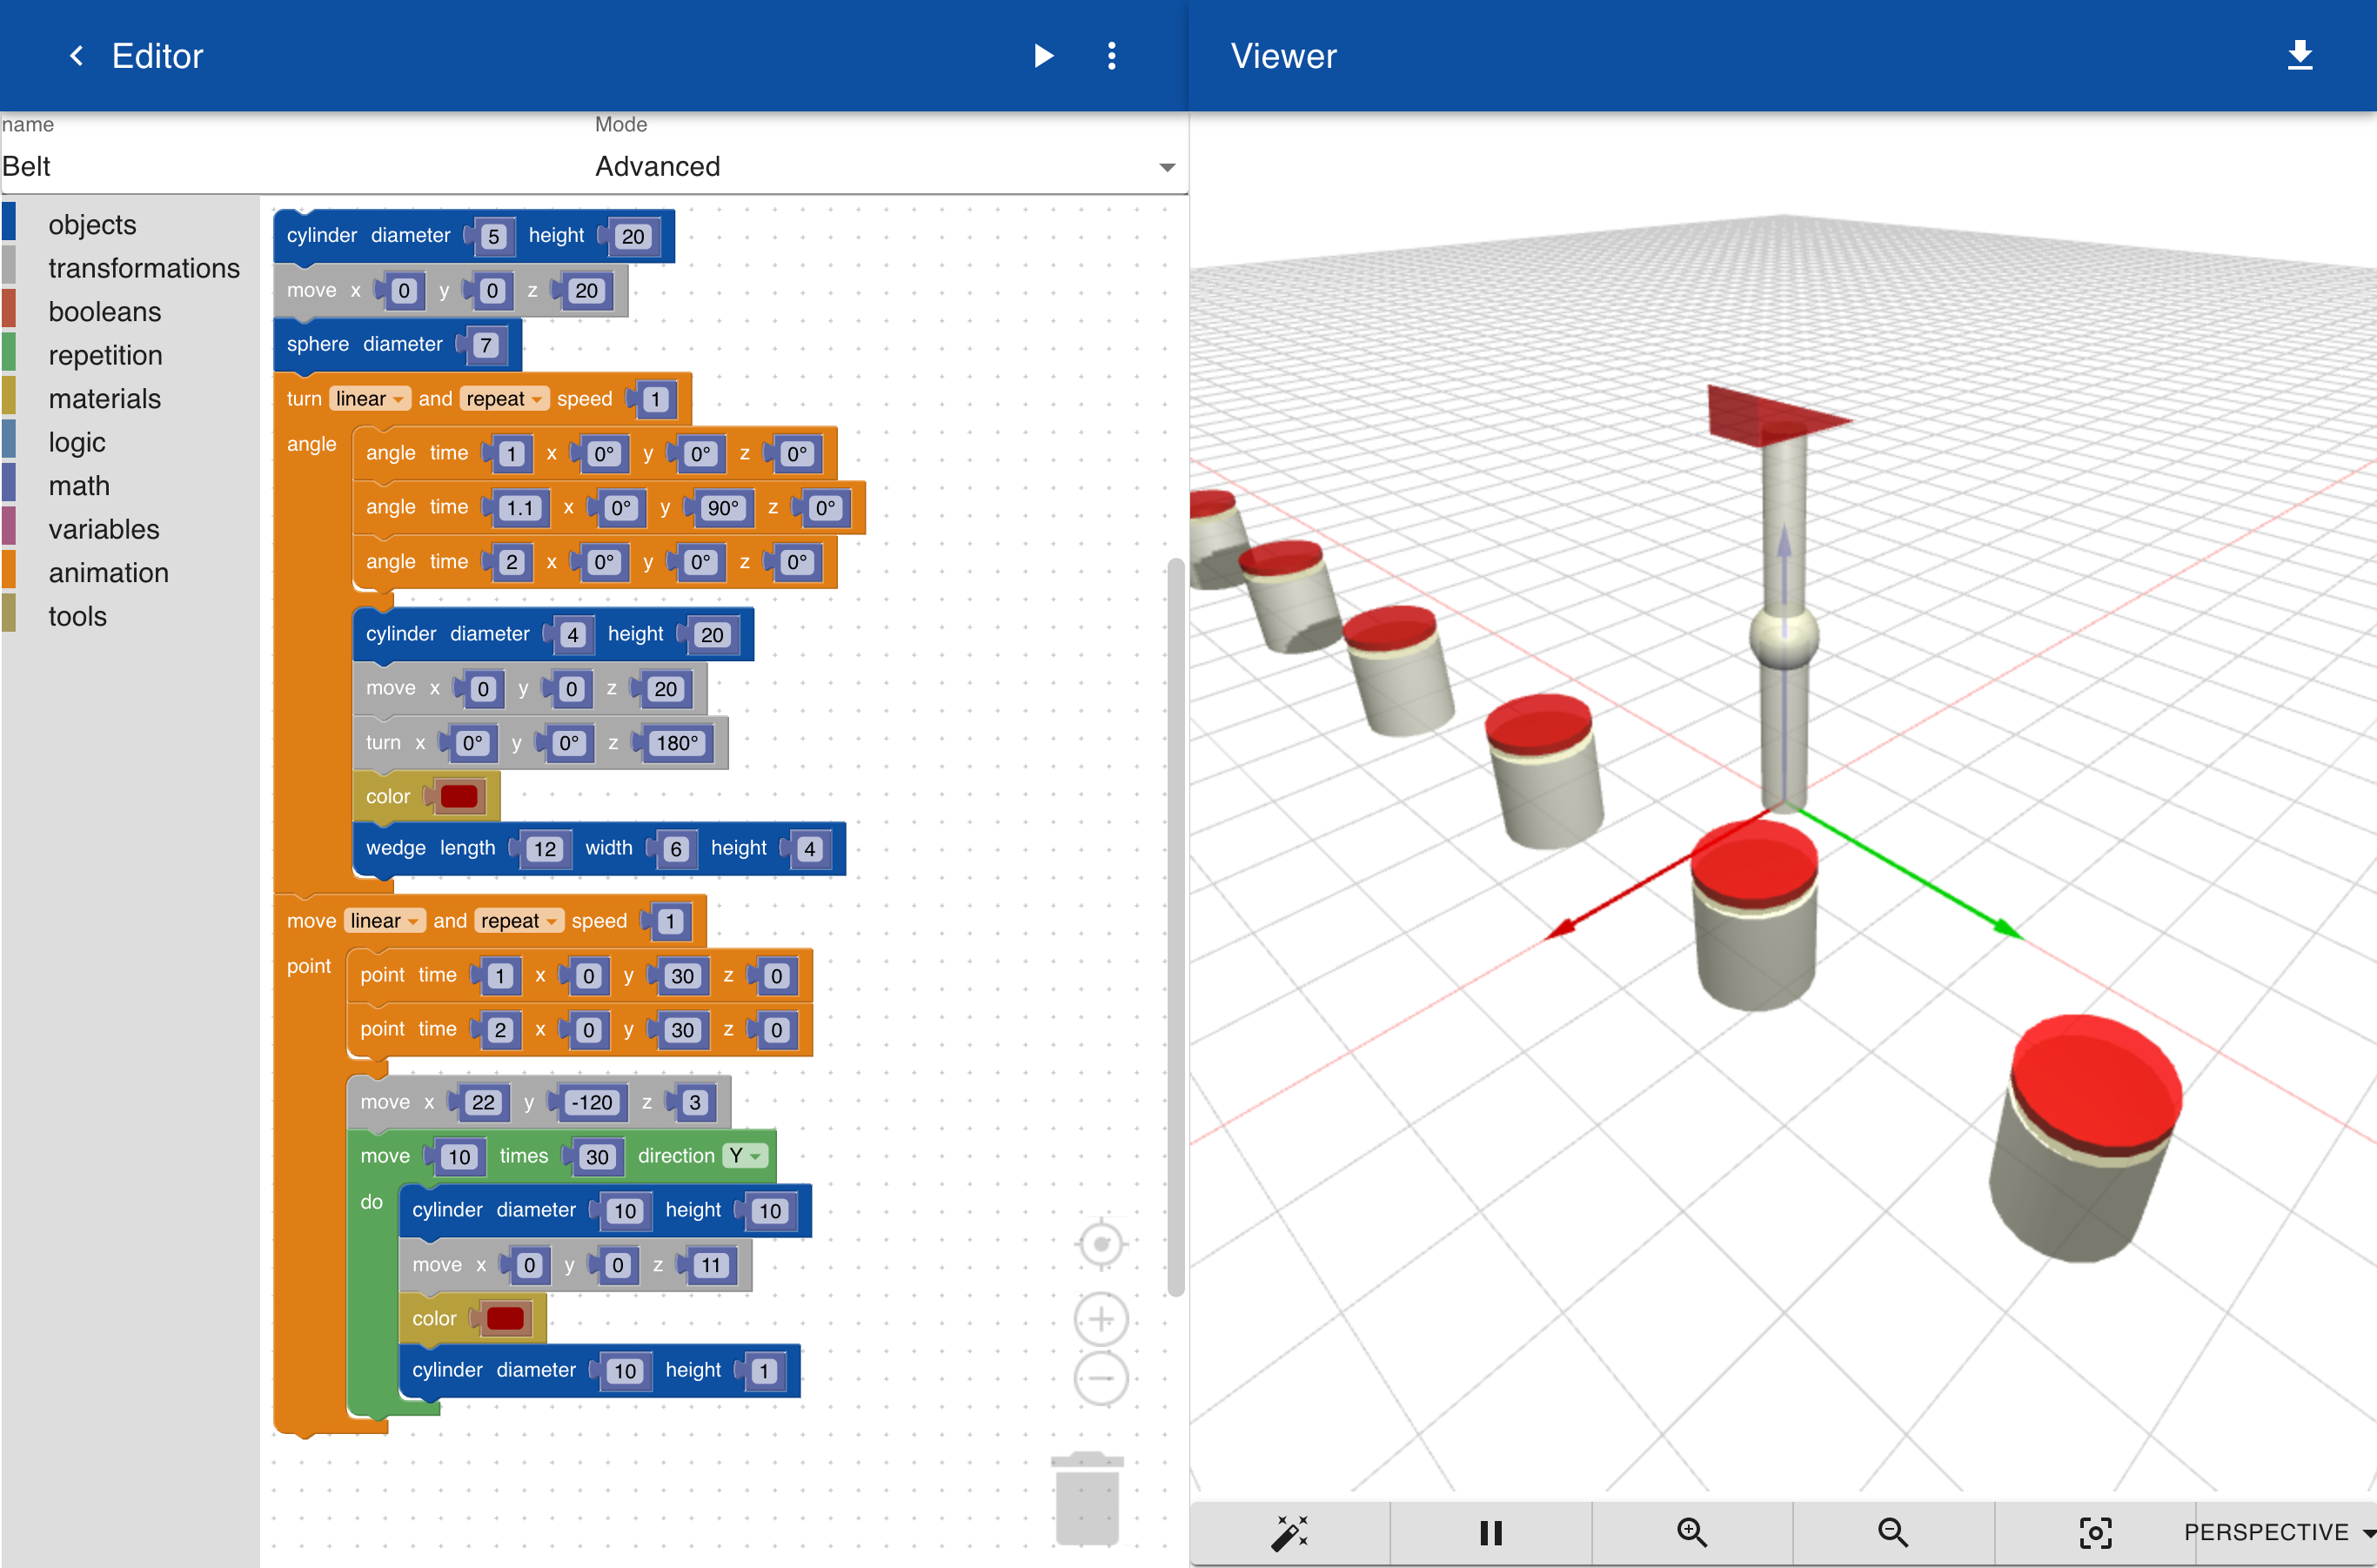 Editor
Viewer
name
Mode
Belt
Advanced
objects
transformations
booleans
repetition
materials
logic
math
variables
animation
tools
cylinder diameter 5 height 20
move x 0 y 0 z 20
sphere diameter 7
turn linear and repeat speed 1
angle
angle time 1 x 0° y 0° z 0°
angle time 1.1 x 0° y 90° z 0°
angle time 2 x 0° y 0° z 0°
cylinder diameter 4 height 20
move x 0 y 0 z 20
turn x 0° y 0° z 180°
color
wedge length 12 width 6 height 4
move linear and repeat speed 1
point
point time 1 x 0 y 30 z 0
point time 2 x 0 y 30 z 0
move x 22 y -120 z 3
move 10 times 30 direction Y
do
cylinder diameter 10 height 10
move x 0 y 0 z 11
color
cylinder diameter 10 height 1
PERSPECTIVE